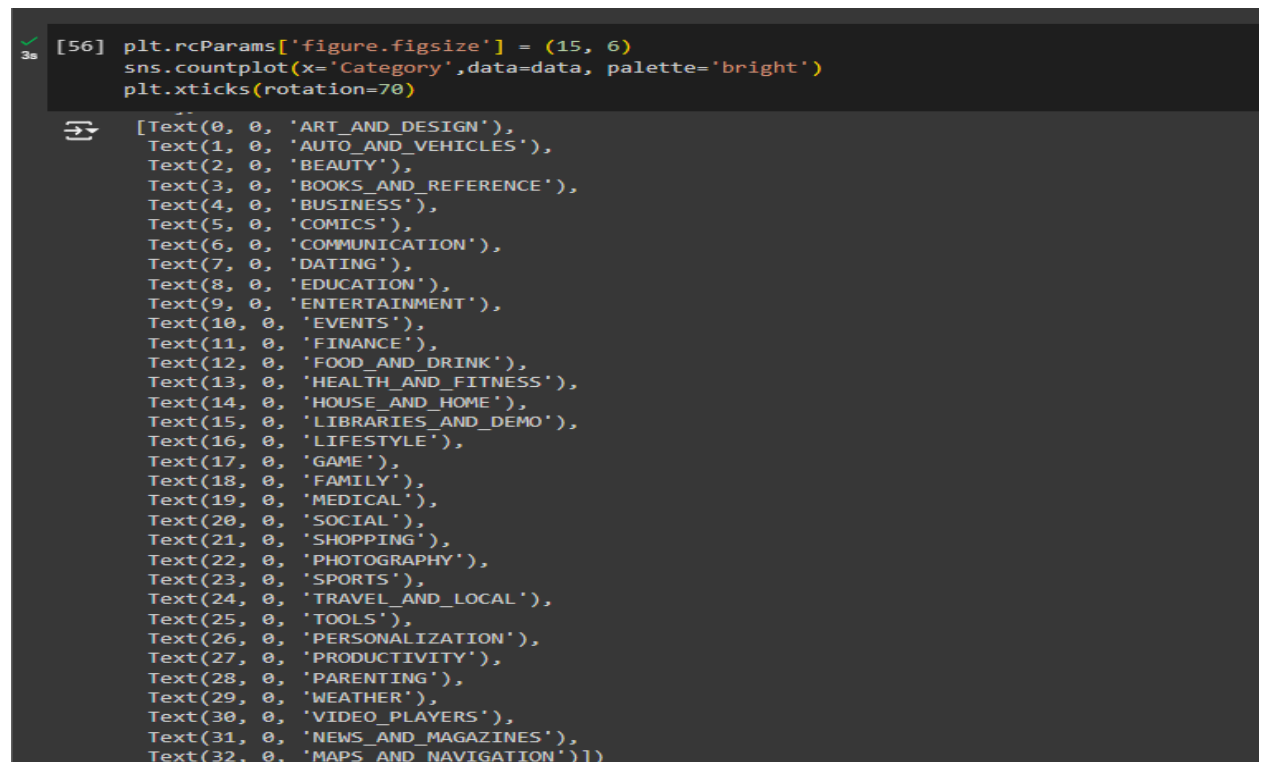 [56] plt.rcParams['figure.figsize'] = (15, 6)
sns.countplot(x='Category',data=data, palette='bright')
plt.xticks(rotation=70)
3s
[Text(0, 0, 'ART_AND_DESIGN'),
Text(1, 0, 'AUTO_AND_VEHICLES'),
Text(2, 0, 'BEAUTY'),
Text(3, 0, 'BOOKS_AND_REFERENCE'),
Text(4, 0, 'BUSINESS'),
Text(5, 0, 'COMICS'),
Text(6, 0, 'COMMUNICATION'),
Text(7, 0, 'DATING'),
Text(8, 0, 'EDUCATION'),
Text(9, 0, 'ENTERTAINMENT'),
Text(10, 0, 'EVENTS'),
Text(11, 0, 'FINANCE'),
Text(12, 0, 'FOOD_AND_DRINK'),
Text(13, 0, 'HEALTH_AND_FITNESS'),
Text(14, 0, 'HOUSE_AND_HOME'),
Text(15, 0, 'LIBRARIES_AND_DEMO'),
Text(16, 0, 'LIFESTYLE'),
Text(17, 0, 'GAME'),
Text(18, 0, 'FAMILY'),
Text(19, 0, 'MEDICAL'),
Text(20, 0, 'SOCIAL'),
Text(21, 0, 'SHOPPING'),
Text(22, 0, 'PHOTOGRAPHY'),
Text(23, 0, 'SPORTS'),
Text(24, 0, 'TRAVEL_AND_LOCAL'),
Text(25, 0, 'TOOLS'),
Text(26, 0, 'PERSONALIZATION'),
Text(27, 0, 'PRODUCTIVITY'),
Text(28, 0, 'PARENTING'),
Text(29, 0, 'WEATHER'),
Text(30, 0, 'VIDEO_PLAYERS'),
Text(31, 0, 'NEWS_AND_MAGAZINES'),
Text(32, 0, 'MAPS_AND_NAVIGATION')])